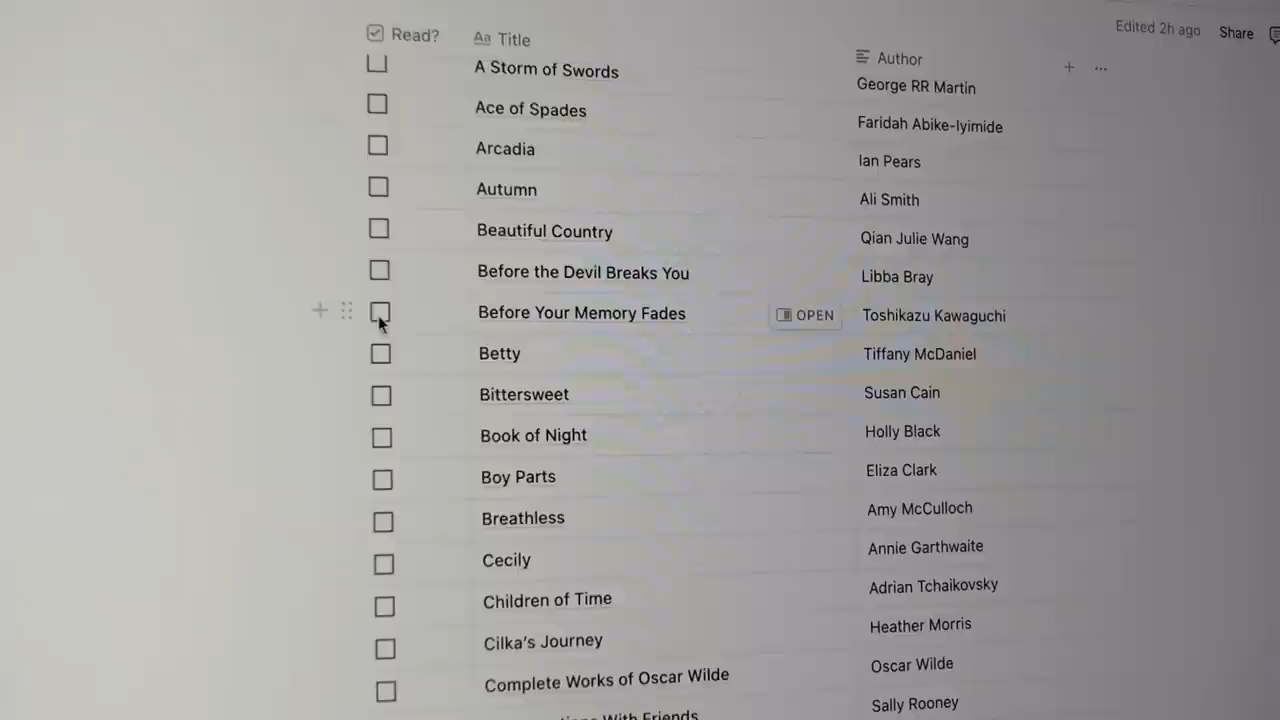 Edited 2h ago Share
Read? Aa Title Author
A Storm of Swords George RR Martin
Ace of Spades Faridah Abike-Iyimide
Arcadia Ian Pears
Autumn Ali Smith
Beautiful Country Qian Julie Wang
Before the Devil Breaks You Libba Bray
Before Your Memory Fades OPEN Toshikazu Kawaguchi
Betty Tiffany McDaniel
Bittersweet Susan Cain
Book of Night Holly Black
Boy Parts Eliza Clark
Breathless Amy McCulloch
Cecily Annie Garthwaite
Children of Time Adrian Tchaikovsky
Cilka's Journey Heather Morris
Complete Works of Oscar Wilde Oscar Wilde
With Friends Sally Rooney